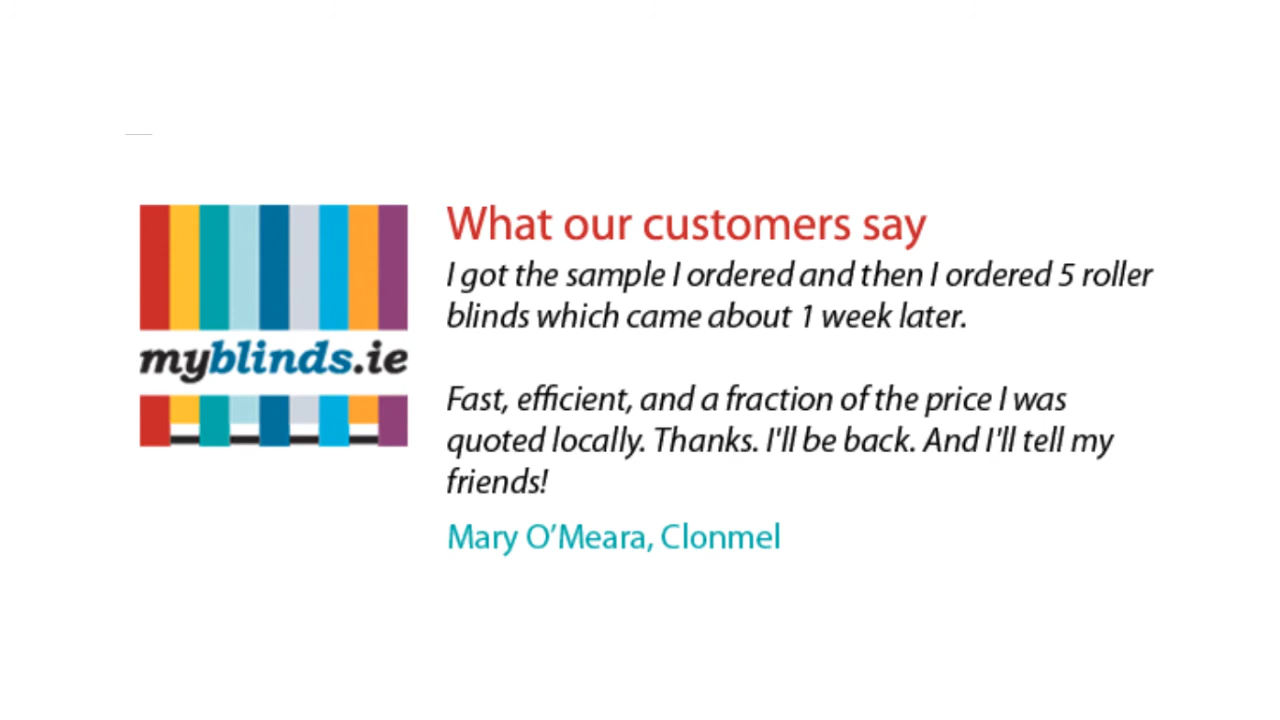 What our customers say
I got the sample I ordered and then I ordered 5 roller
blinds which came about 1 week later.
myblinds.ie
Fast, efficient, and a fraction of the price I was
quoted locally. Thanks. I'll be back. And I'll tell my
friends!
Mary O’Meara, Clonmel